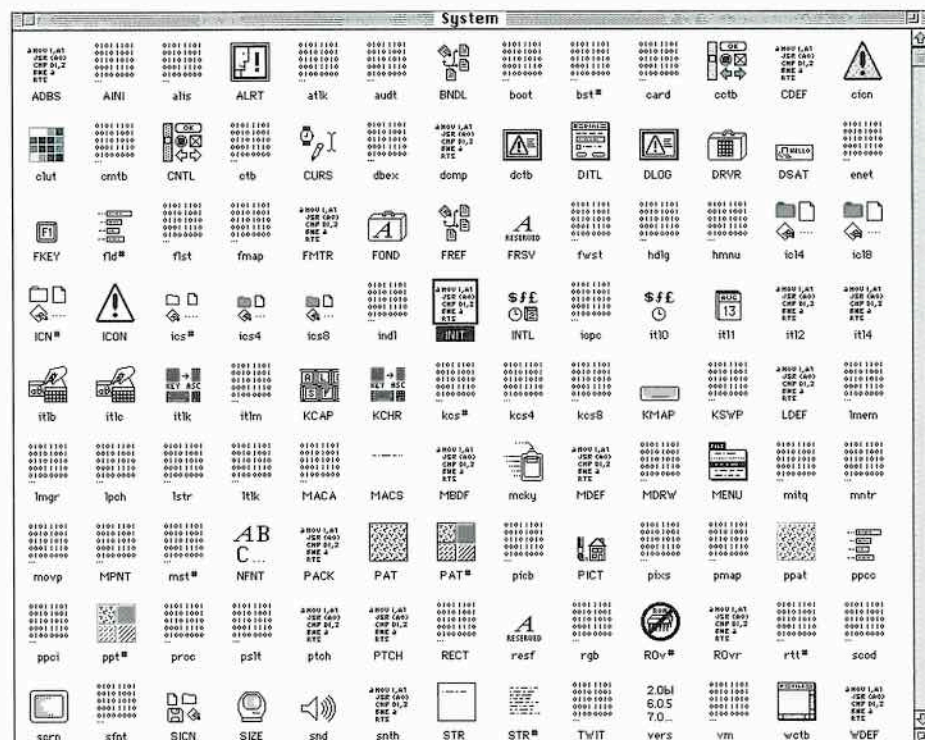 System
ADBS AINI alis ALRT atlk audt BNDL boot bst# card cctb CDEF cicn
clut cmtb CNTL ctb CURS dbex dcmp dctb DITL DLOG DRVR DSAT enet
FKEY fld# flst fmap FMTR FOND FREF FRSV fwst hdlg hmnu icl4 icl8
ICN# ICON ics# ics4 ics8 indl INIT INTL iopc itl0 itl1 itl2 itl4
itlb itlc itlk itlm KCAP KCHR kcs# kcs4 kcs8 KMAP KSWP LDEF lmem
lmgr lpch lstr ltlk MACA MACS MBDF mcky MDEF MDRW MENU mitq mntr
movp MPNT mst# NFNT PACK PAT PAT# picb PICT pixs pmap ppat ppcc
ppci ppt# proc pslt ptch PTCH RECT resf rgb ROv# ROvr rtt# scod
scrn sfnt SICN SIZE snd snth STR STR# TWIT vers vm wctb WDEF